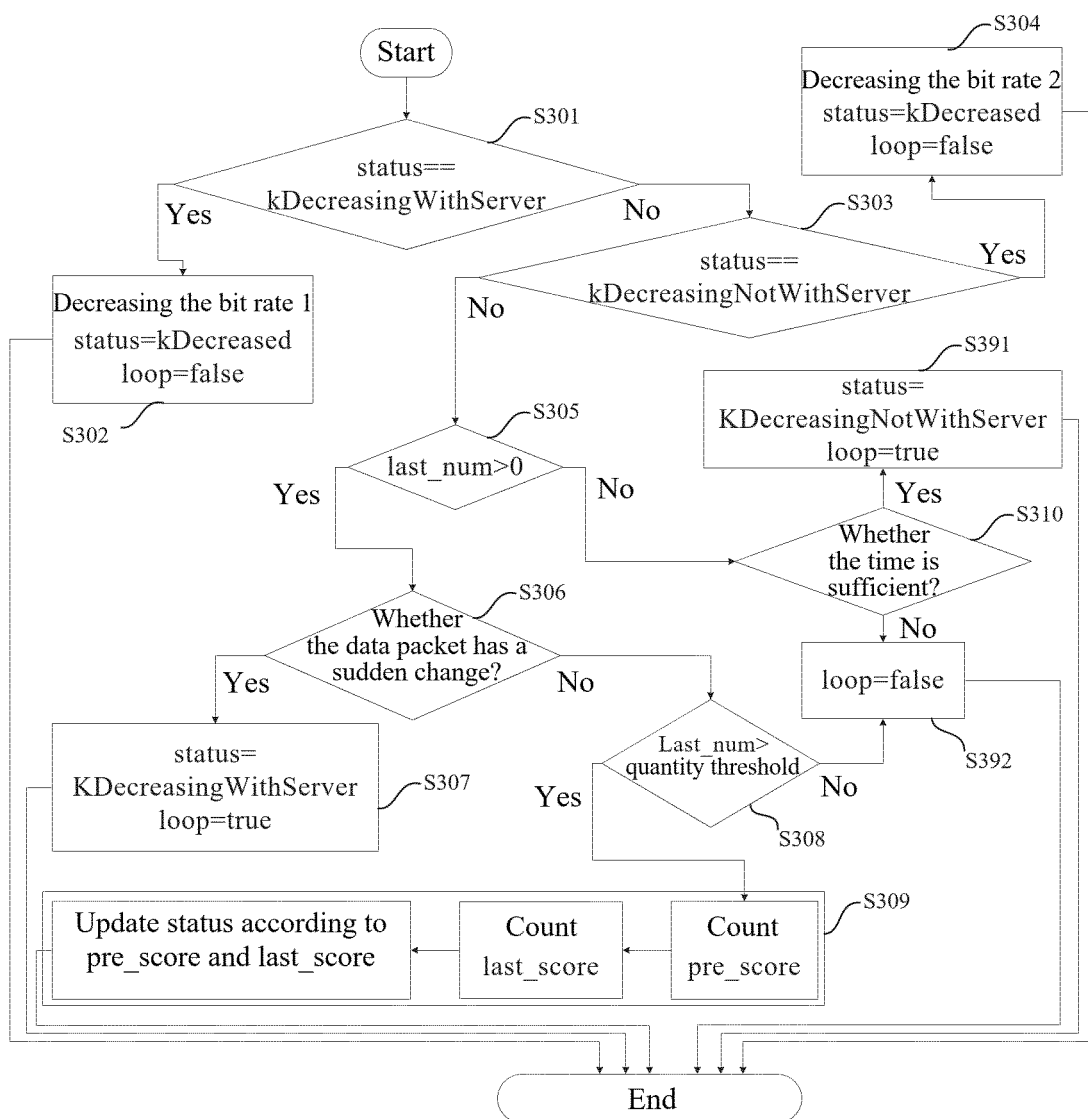 Start
S301
status==
kDecreasingWithServer
Yes
No
S304
Decreasing the bit rate 2
status=kDecreased
loop=false
S303
status==
kDecreasingNotWithServer
Yes
No
Decreasing the bit rate 1
status=kDecreased
loop=false
S302
S305
last_num>0
Yes
No
S391
status=
KDecreasingNotWithServer
loop=true
Yes
S310
Whether
the time is
sufficient?
No
S306
Whether
the data packet has a
sudden change?
Yes
No
loop=false
S392
status=
KDecreasingWithServer
loop=true
S307
Last_num>
quantity threshold
Yes
No
S308
S309
Update status according to
pre_score and last_score
Count
last_score
Count
pre_score
End